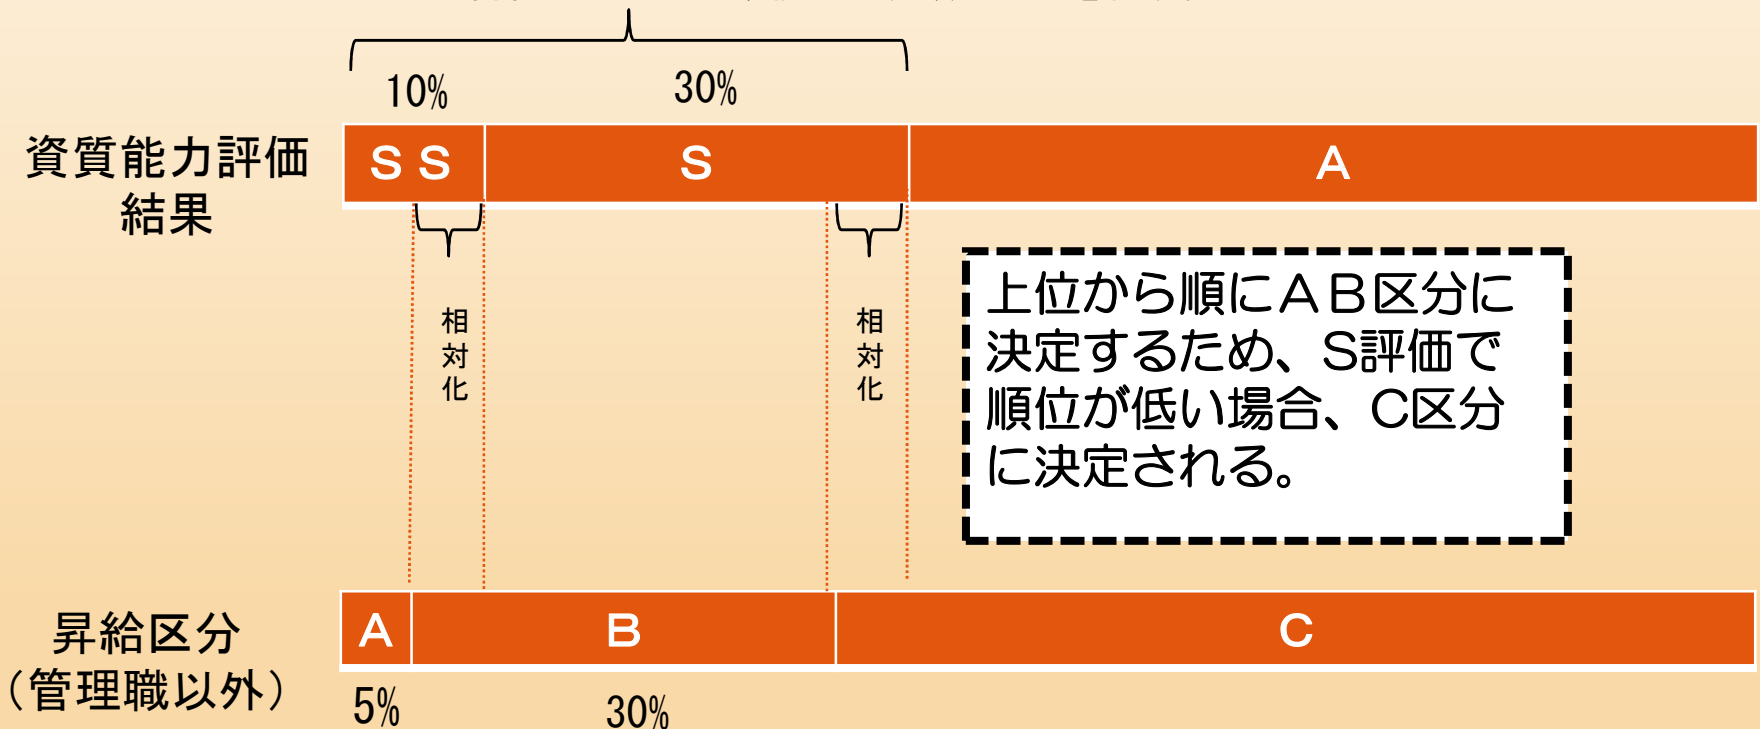 10%
30%
資質能力評価
結果
ＳＳ
Ｓ
Ａ
相対化
相対化
上位から順にＡＢ区分に
決定するため、Ｓ評価で
順位が低い場合、Ｃ区分
に決定される。
昇給区分
（管理職以外）
Ａ
Ｂ
Ｃ
5%
30%